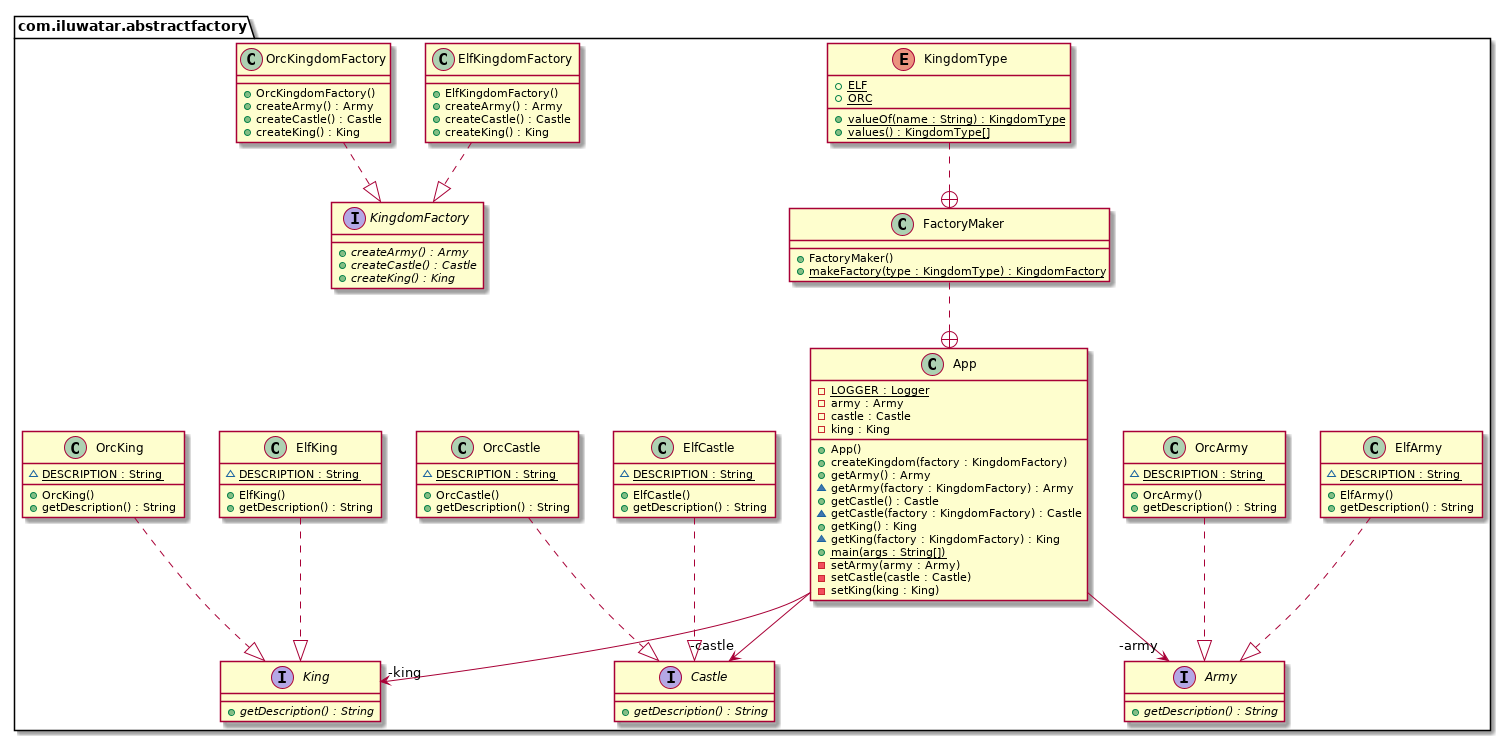 com.iluwatar.abstractfactory
C OrcKingdomFactory
OrcKingdomFactory()
createArmy() : Army
createCastle() : Castle
createKing() : King
C ElfKingdomFactory
ElfKingdomFactory()
createArmy() : Army
createCastle() : Castle
createKing() : King
E KingdomType
ELF
ORC
valueOf(name : String) : KingdomType
values() : KingdomType[]
I KingdomFactory
createArmy() : Army
createCastle() : Castle
createKing() : King
C FactoryMaker
FactoryMaker()
makeFactory(type : KingdomType) : KingdomFactory
C App
LOGGER : Logger
army : Army
castle : Castle
king : King
App()
createKingdom(factory : KingdomFactory)
getArmy() : Army
getArmy(factory : KingdomFactory) : Army
getCastle() : Castle
getCastle(factory : KingdomFactory) : Castle
getKing() : King
getKing(factory : KingdomFactory) : King
main(args : String[])
setArmy(army : Army)
setCastle(castle : Castle)
setKing(king : King)
C OrcKing
DESCRIPTION : String
OrcKing()
getDescription() : String
C ElfKing
DESCRIPTION : String
ElfKing()
getDescription() : String
C OrcCastle
DESCRIPTION : String
OrcCastle()
getDescription() : String
C ElfCastle
DESCRIPTION : String
ElfCastle()
getDescription() : String
C OrcArmy
DESCRIPTION : String
OrcArmy()
getDescription() : String
C ElfArmy
DESCRIPTION : String
ElfArmy()
getDescription() : String
-king
-castle
-army
I King
getDescription() : String
I Castle
getDescription() : String
I Army
getDescription() : String